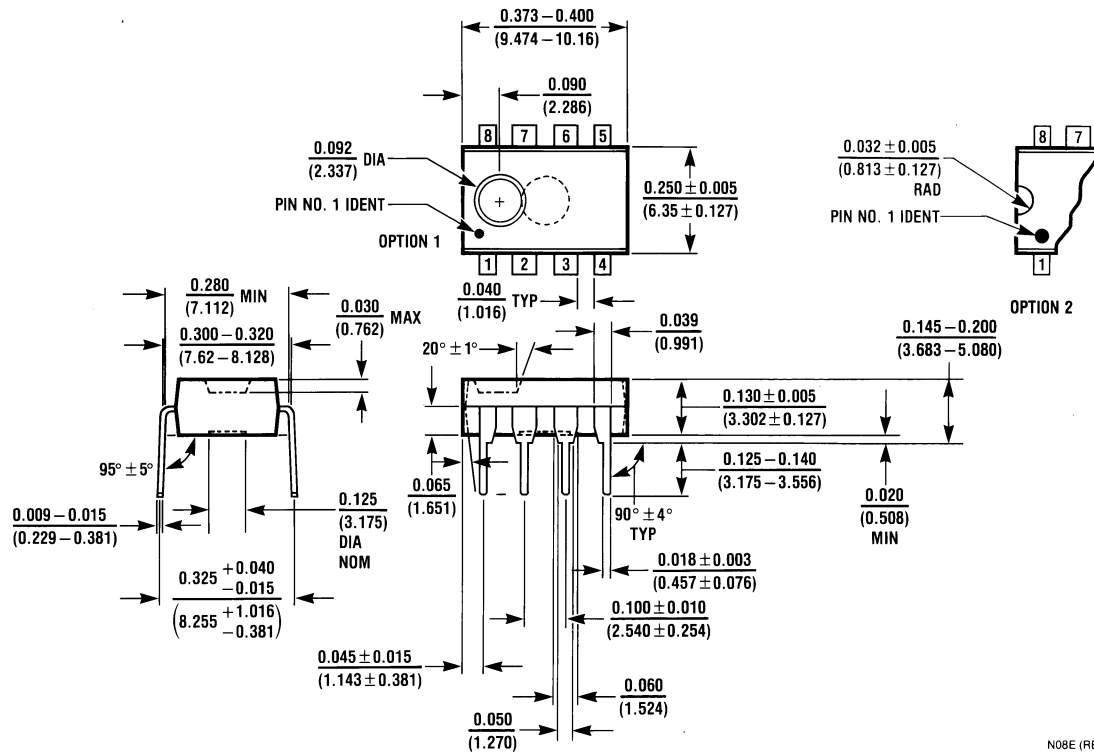 0.373 – 0.400
(9.474 – 10.16)
0.090
(2.286)
8 7 6 5
0.092 DIA
(2.337)
PIN NO. 1 IDENT
OPTION 1
0.250 ± 0.005
(6.35 ± 0.127)
1 2 3 4
0.032 ± 0.005
(0.813 ± 0.127)
RAD
PIN NO. 1 IDENT
8 7
1
OPTION 2
0.280 MIN
(7.112)
0.030 MAX
(0.762)
0.300 – 0.320
(7.62 – 8.128)
0.040 TYP
(1.016)
0.039
(0.991)
0.145 – 0.200
(3.683 – 5.080)
20° ± 1°
0.130 ± 0.005
(3.302 ± 0.127)
0.125 – 0.140
(3.175 – 3.556)
0.020
(0.508)
MIN
95° ± 5°
0.065
(1.651)
90° ± 4°
TYP
0.009 – 0.015
(0.229 – 0.381)
0.125
(3.175)
DIA
NOM
0.018 ± 0.003
(0.457 ± 0.076)
0.325 +0.040
–0.015
(8.255 +1.016
–0.381)
0.100 ± 0.010
(2.540 ± 0.254)
0.045 ± 0.015
(1.143 ± 0.381)
0.060
(1.524)
0.050
(1.270)
N08E (RE